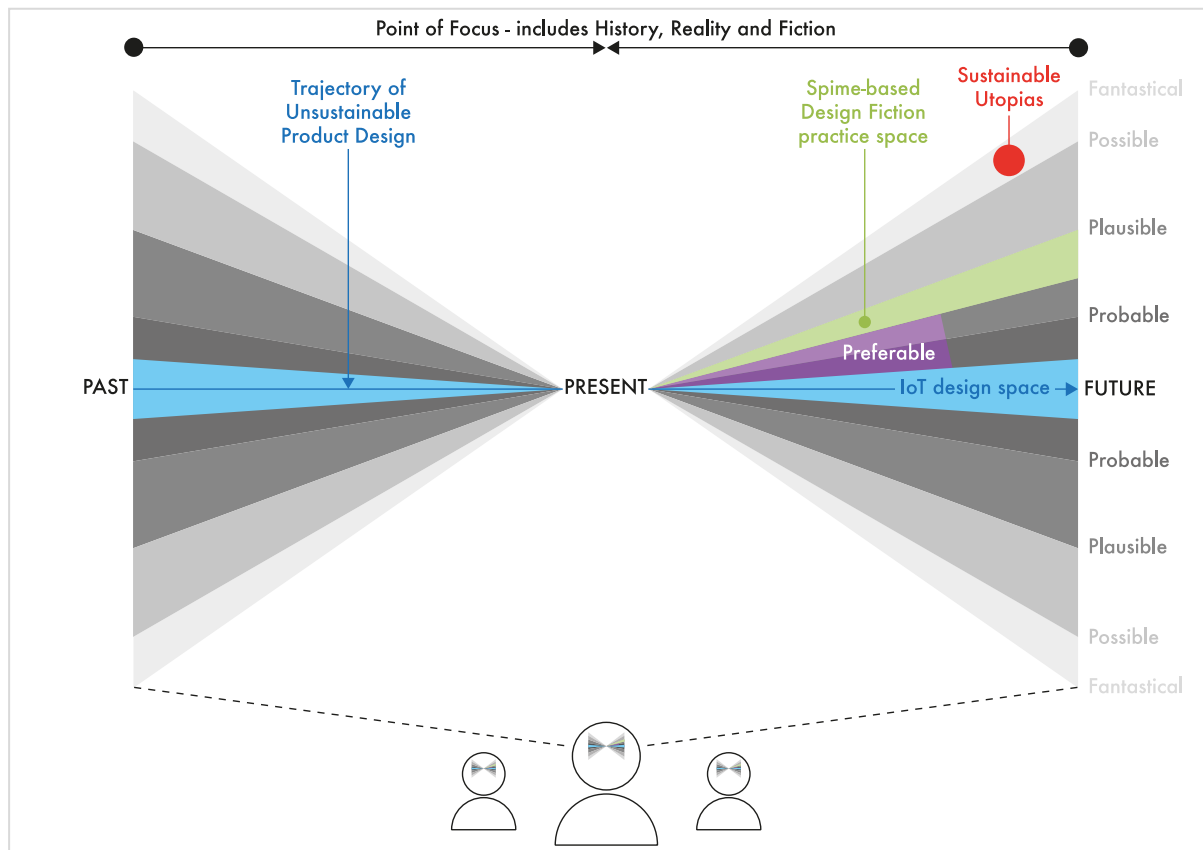 Point of Focus - includes History, Reality and Fiction
Trajectory of
Unsustainable
Product Design
Spime-based
Design Fiction
practice space
Sustainable
Utopias
Fantastical
Possible
Plausible
Probable
Preferable
PAST
PRESENT
IoT design space
FUTURE
Probable
Plausible
Possible
Fantastical